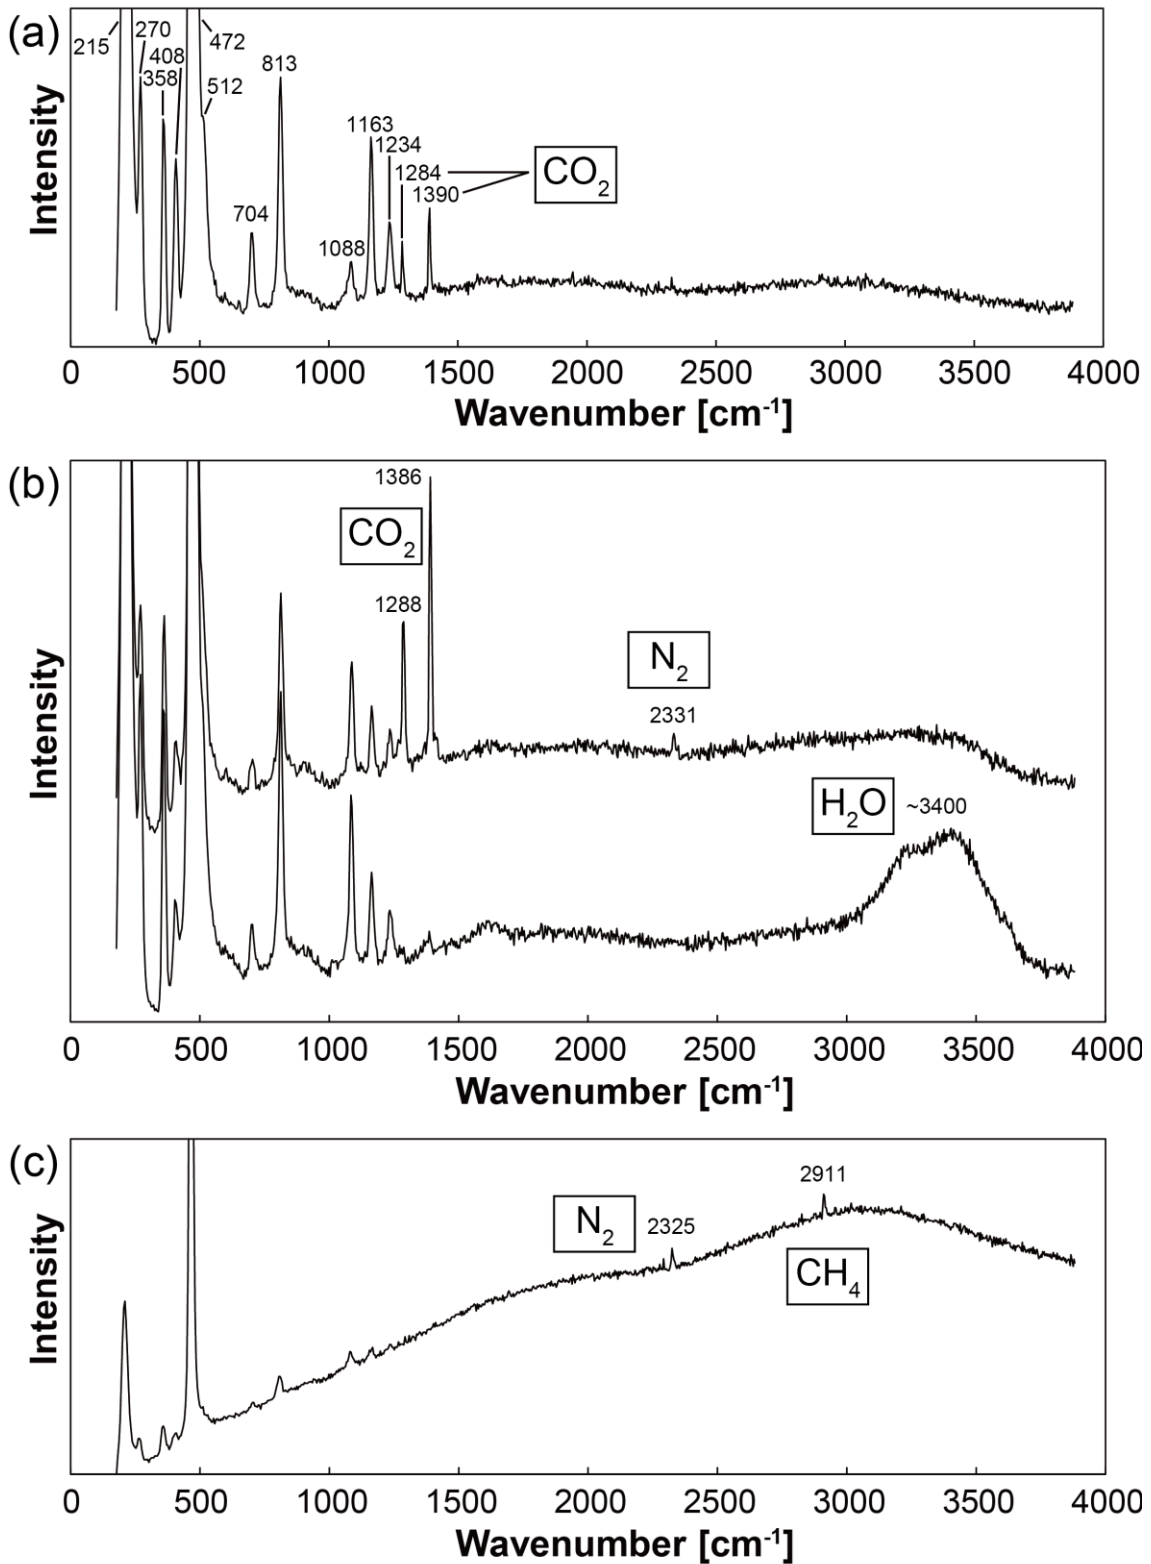 (a)
215
270
408
358
472
512
813
704
1088
1163
1234
1284
1390
CO2
Intensity
0 500 1000 1500 2000 2500 3000 3500 4000
Wavenumber [cm-1]
(b)
1386
CO2
1288
N2
2331
H2O ~3400
Intensity
0 500 1000 1500 2000 2500 3000 3500 4000
Wavenumber [cm-1]
(c)
2911
N2 2325
CH4
Intensity
0 500 1000 1500 2000 2500 3000 3500 4000
Wavenumber [cm-1]